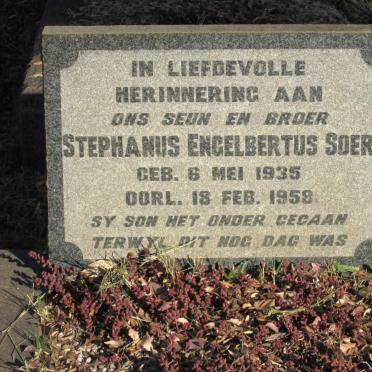 IN LIEFDEVOLLE
HERINNERING AAN
ONS SEUN EN BROER
STEPHANUS ENGELBERTUS SOER
GEB. 6 MEI 1935
OORL. 18 FEB. 1958
SY SON HET ONDER GEGAAN
TERWYL DIT NOG DAG WAS